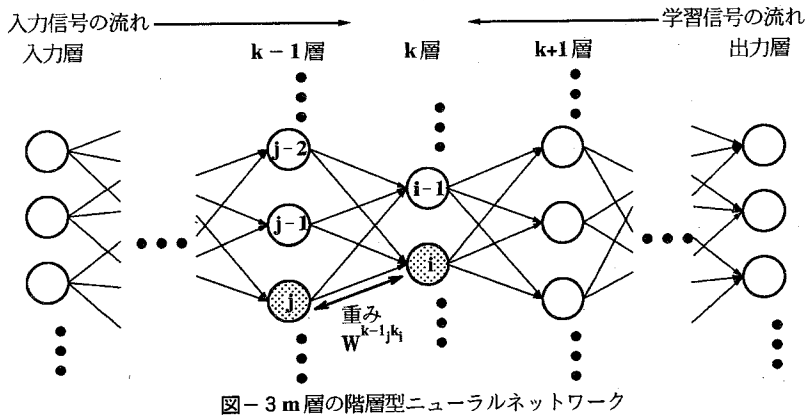 入力信号の流れ
学習信号の流れ
入力層
k-1層
k層
k+1層
出力層
j-2
i-1
j-1
i
j
重み
W^{k-1}{}_{j}{}^{k}{}_{i}
図-3 m層の階層型ニューラルネットワーク